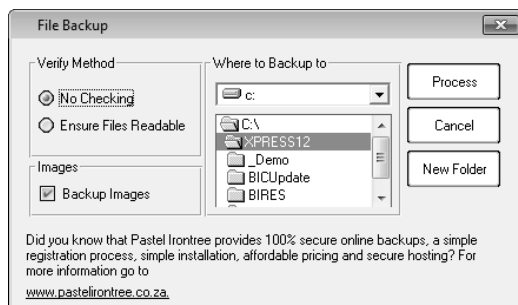 File Backup
Verify Method
No Checking
Ensure Files Readable
Images
Backup Images
Where to Backup to
c:
C:\
XPRESS12
_Demo
BICUpdate
BIRES
Process
Cancel
New Folder
Did you know that Pastel Irontree provides 100% secure online backups, a simple
registration process, simple installation, affordable pricing and secure hosting? For
more information go to
www.pastelirontree.co.za.